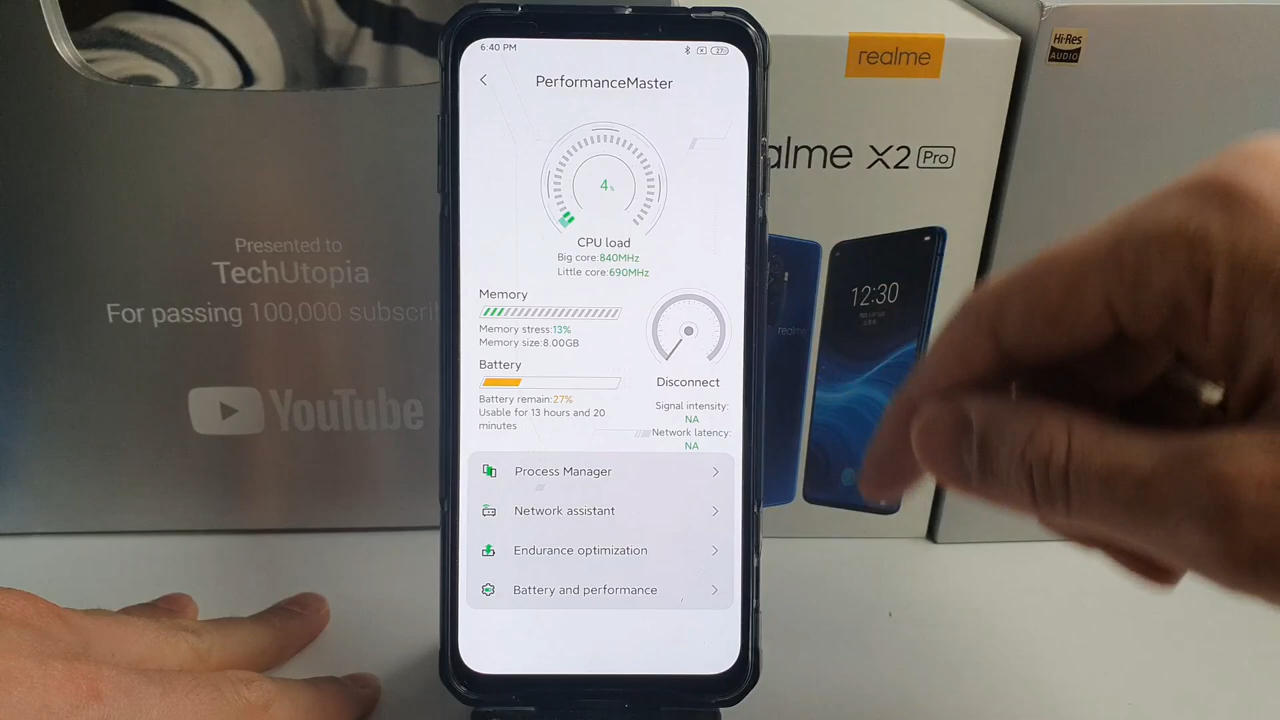 6:40 PM
27
PerformanceMaster
4%
CPU load
Big core:840MHz
Little core:690MHz
Memory
Memory stress:13%
Memory size:8.00GB
Battery
Battery remain:27%
Usable for 13 hours and 20
minutes
Disconnect
Signal intensity:
NA
Network latency:
NA
Process Manager
Network assistant
Endurance optimization
Battery and performance
Presented to
TechUtopia
For passing 100,000 subscri
YouTube
realme
alme X2 Pro
12:30
realme
Hi-Res
AUDIO